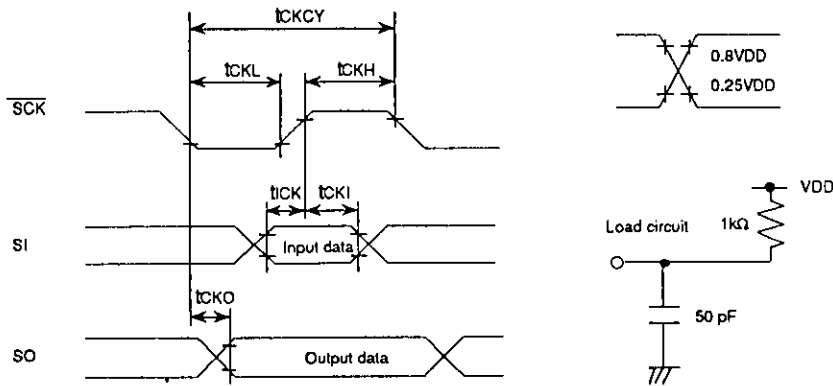 tCKCY
tCKL
tCKH
SCK
tICK
tCKI
SI
Input data
tCKO
SO
Output data
0.8VDD
0.25VDD
VDD
Load circuit
1kΩ
50 pF